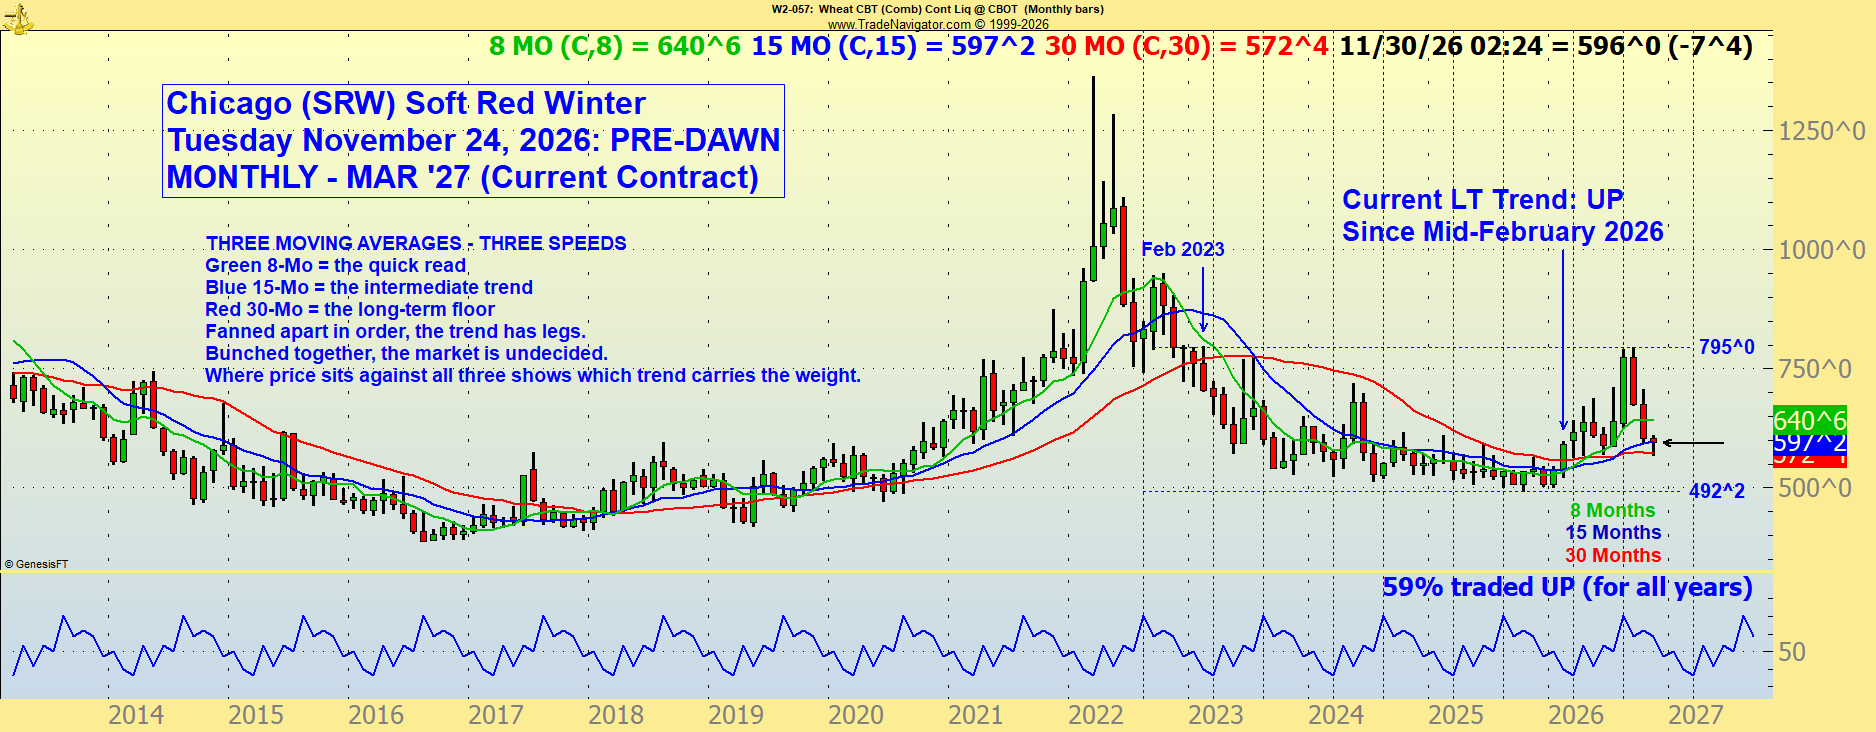 W2-057: Wheat CBT (Comb) Cont Liq @ CBOT (Monthly bars)
www.TradeNavigator.com © 1999-2026
8 MO (C,8) = 640^6 15 MO (C,15) = 597^2 30 MO (C,30) = 572^4 11/30/26 02:24 = 596^0 (-7^4)
Chicago (SRW) Soft Red Winter
Tuesday November 24, 2026: PRE-DAWN
MONTHLY - MAR '27 (Current Contract)
1250^0
Current LT Trend: UP
Since Mid-February 2026
THREE MOVING AVERAGES - THREE SPEEDS
Green 8-Mo = the quick read
Blue 15-Mo = the intermediate trend
Red 30-Mo = the long-term floor
Fanned apart in order, the trend has legs.
Bunched together, the market is undecided.
Where price sits against all three shows which trend carries the weight.
Feb 2023
1000^0
795^0
750^0
640^6
597^2
572^4
492^2
500^0
8 Months
15 Months
30 Months
© GenesisFT
59% traded UP (for all years)
50
2014 2015 2016 2017 2018 2019 2020 2021 2022 2023 2024 2025 2026 2027